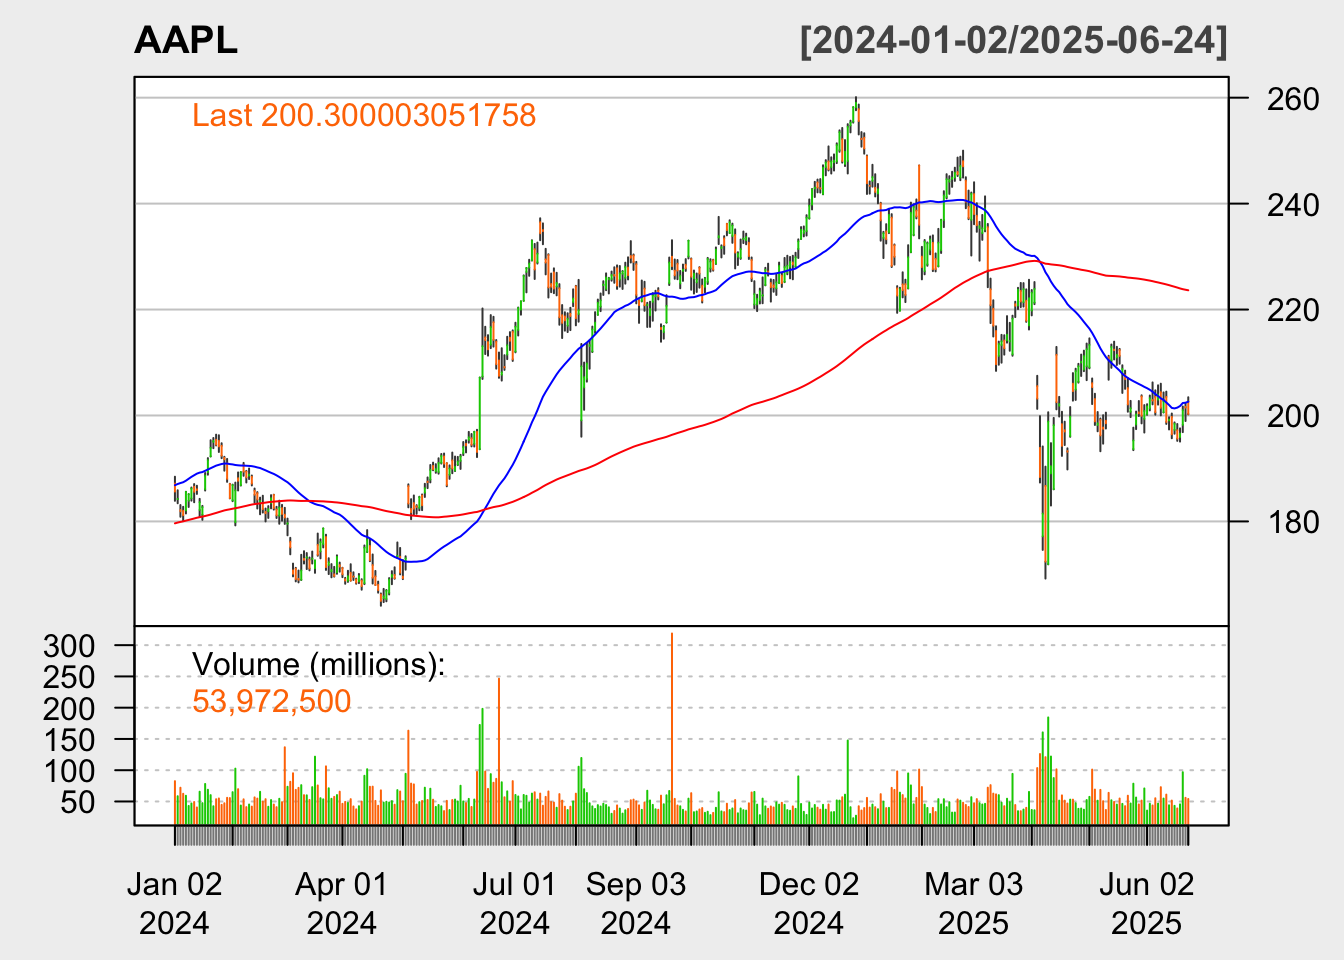 AAPL [2024-01-02/2025-06-24]
Last 200.300003051758
260
240
220
200
180
Volume (millions):
53,972,500
300
250
200
150
100
50
Jan 02 Apr 01 Jul 01 Sep 03 Dec 02 Mar 03 Jun 02
2024 2024 2024 2024 2024 2025 2025